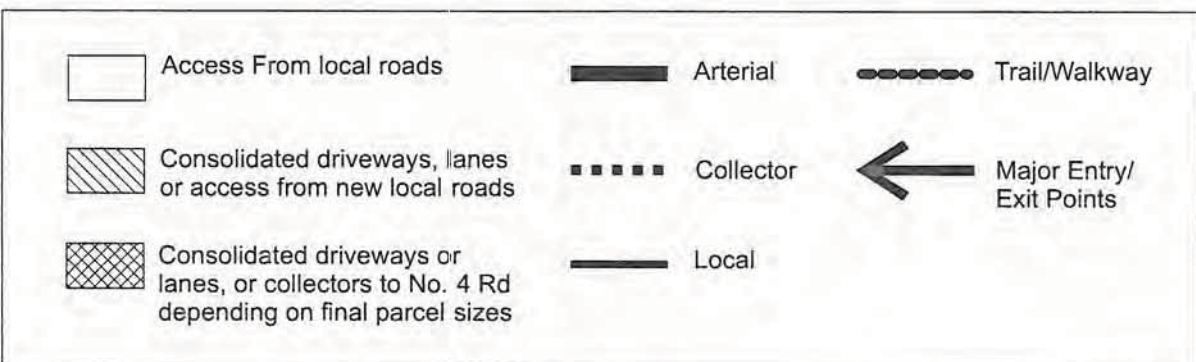 Access From local roads
Consolidated driveways, lanes
or access from new local roads
Consolidated driveways or
lanes, or collectors to No. 4 Rd
depending on final parcel sizes
Arterial
Collector
Local
Trail/Walkway
Major Entry/
Exit Points